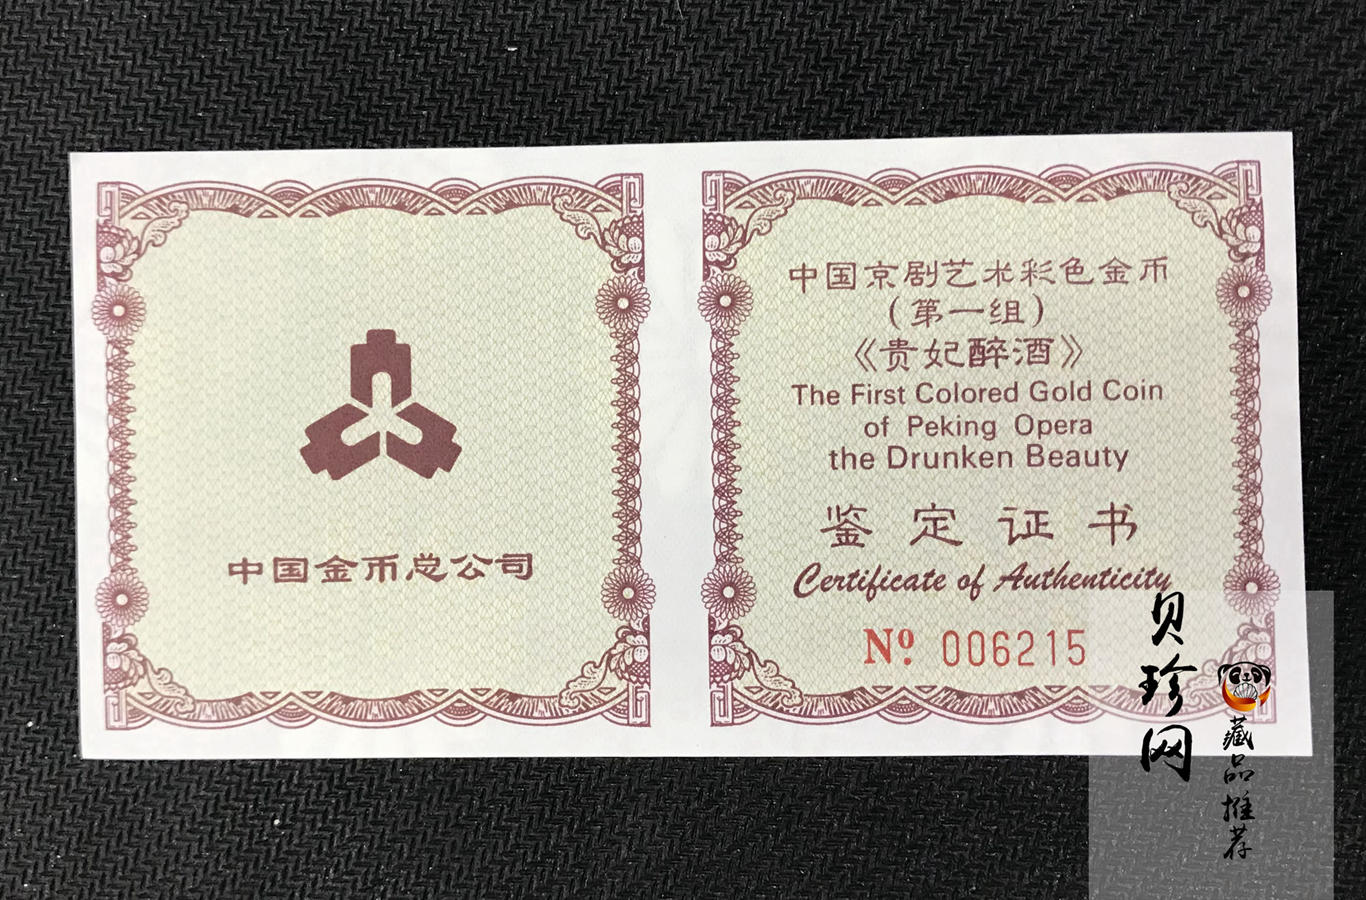 中国金币总公司
中国京剧艺术彩色金币
（第一组）
《贵妃醉酒》
The First Colored Gold Coin
of Peking Opera
the Drunken Beauty
鉴定证书
Certificate of Authenticity
Nº 006215
贝珍网
藏品推荐